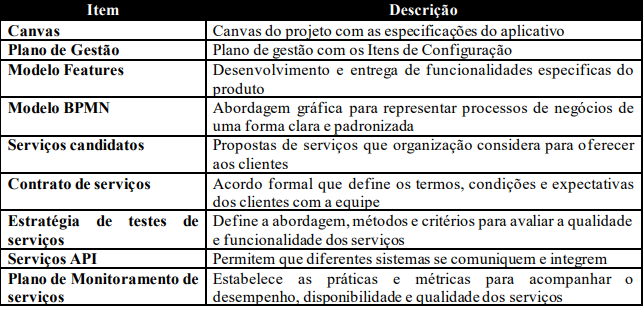 Item Descrição
Canvas Canvas do projeto com as especificações do aplicativo
Plano de Gestão Plano de gestão com os Itens de Configuração
Modelo Features Desenvolvimento e entrega de funcionalidades especificas do
produto
Modelo BPMN Abordagem gráfica para representar processos de negócios de
uma forma clara e padronizada
Serviços candidatos Propostas de serviços que organização considera para oferecer
aos clientes
Contrato de serviços Acordo formal que define os termos, condições e expectativas
dos clientes com a equipe
Estratégia de testes de Define a abordagem, métodos e critérios para avaliar a qualidade
serviços e funcionalidade dos serviços
Serviços API Permitem que diferentes sistemas se comuniquem e integrem
Plano de Monitoramento de Estabelece as práticas e métricas para acompanhar o
serviços desempenho, disponibilidade e qualidade dos serviços